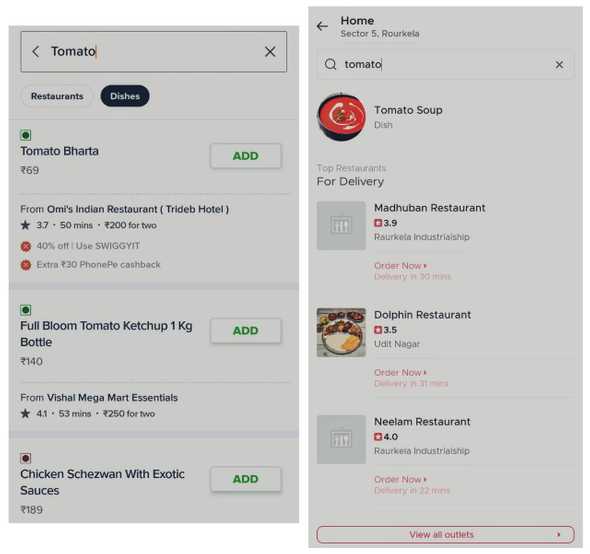 Tomato
Restaurants
Dishes
Tomato Bharta
₹69
ADD
From Omi's Indian Restaurant ( Trideb Hotel )
3.7 · 50 mins · ₹200 for two
40% off | Use SWIGGYIT
Extra ₹30 PhonePe cashback
Full Bloom Tomato Ketchup 1 Kg
Bottle
₹140
ADD
From Vishal Mega Mart Essentials
4.1 · 53 mins · ₹250 for two
Chicken Schezwan With Exotic
Sauces
₹189
ADD
Home
Sector 5, Rourkela
tomato
Tomato Soup
Dish
Top Restaurants
For Delivery
Madhuban Restaurant
3.9
Raurkela Industrialship
Order Now
Delivery in 30 mins
Dolphin Restaurant
3.5
Udit Nagar
Order Now
Delivery in 31 mins
Neelam Restaurant
4.0
Raurkela Industrialship
Order Now
Delivery in 22 mins
View all outlets